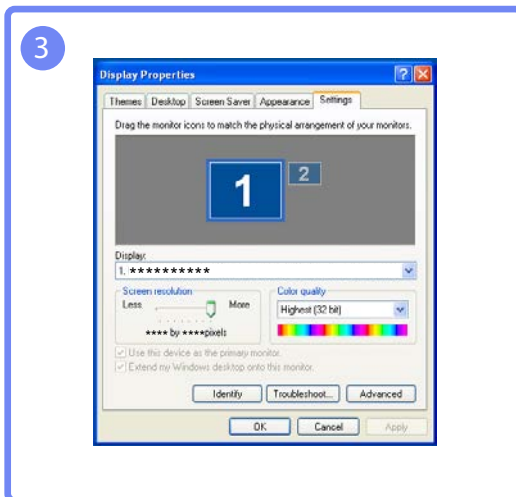 3
Display Properties
Themes Desktop Screen Saver Appearance Settings
Drag the monitor icons to match the physical arrangement of your monitors.
1 2
Display:
1. **********
Screen resolution Color quality
Less More Highest (32 bit)
**** by ****pixels
Use this device as the primary monitor.
Extend my Windows desktop onto this monitor.
Identify Troubleshoot... Advanced
OK Cancel Apply